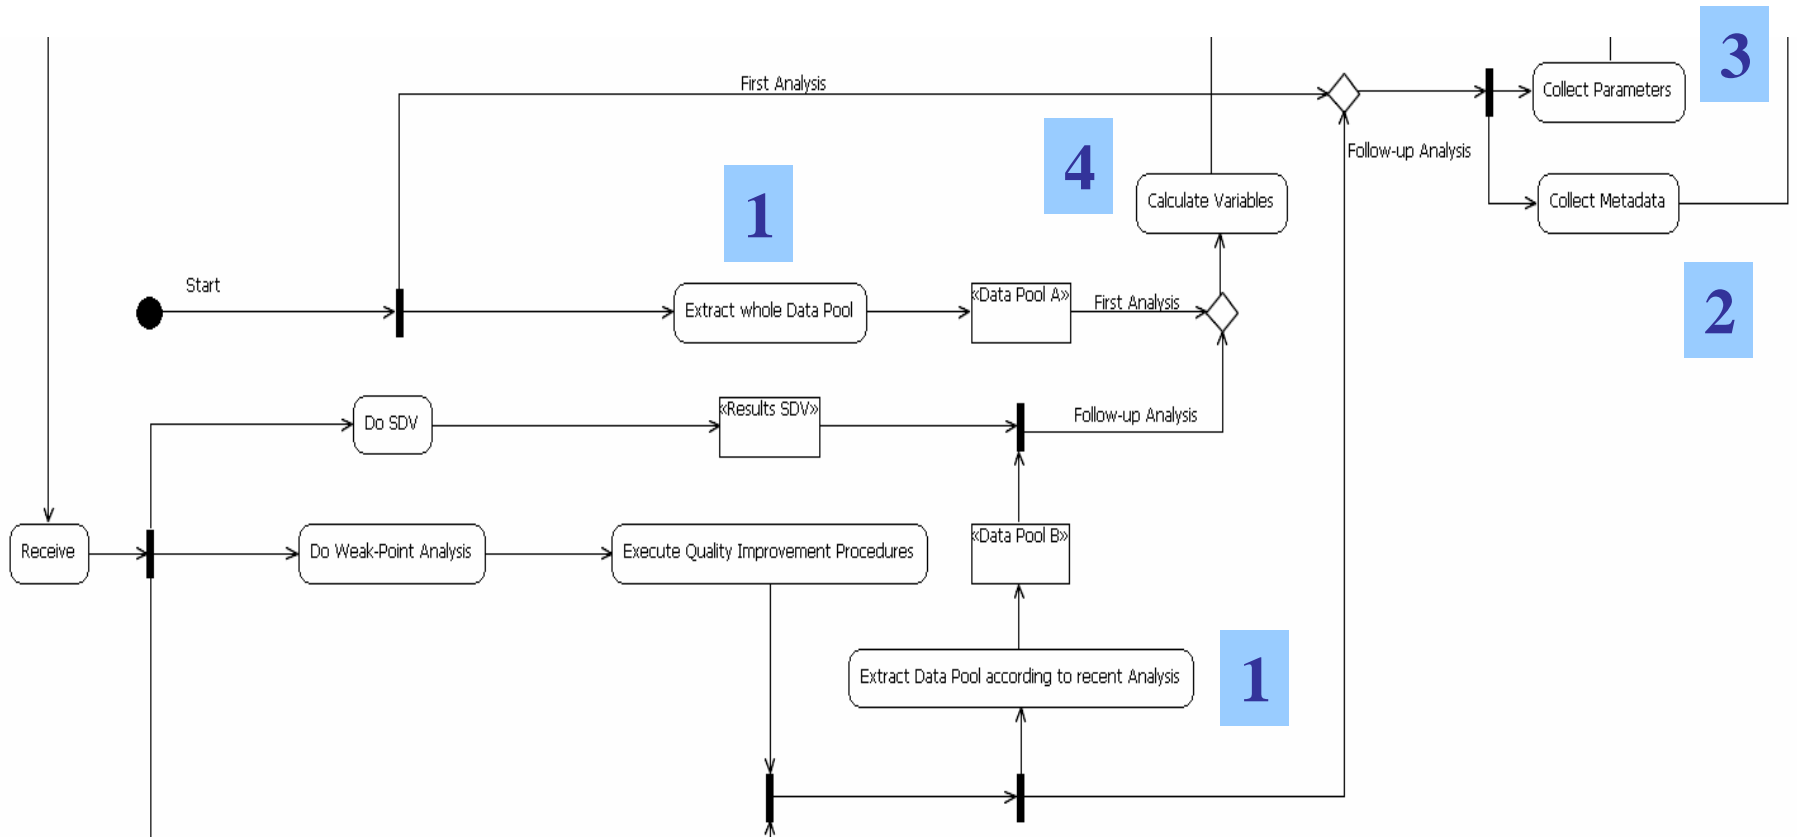 3
First Analysis
Collect Parameters
4
Follow-up Analysis
1
Calculate Variables
Collect Metadata
Start
2
«Data Pool A»
First Analysis
Extract whole Data Pool
Do SDV
«Results SDV»
Follow-up Analysis
Receive
Do Weak-Point Analysis
Execute Quality Improvement Procedures
«Data Pool B»
Extract Data Pool according to recent Analysis
1